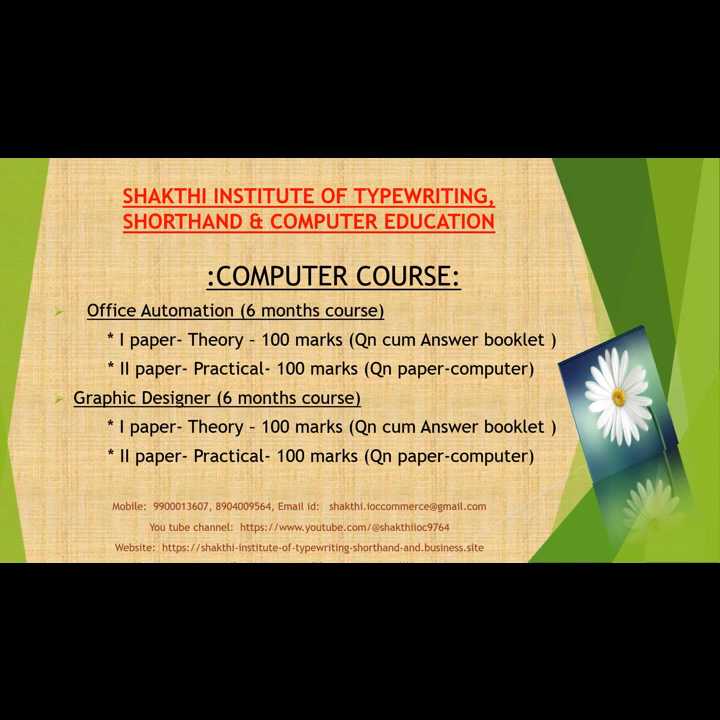 SHAKTHI INSTITUTE OF TYPEWRITING,
SHORTHAND & COMPUTER EDUCATION
:COMPUTER COURSE:
Office Automation (6 months course)
* I paper- Theory – 100 marks (Qn cum Answer booklet )
* II paper- Practical- 100 marks (Qn paper-computer)
Graphic Designer (6 months course)
* I paper- Theory – 100 marks (Qn cum Answer booklet )
* II paper- Practical- 100 marks (Qn paper-computer)
Mobile: 9900013607, 8904009564, Email id: shakthi.ioccommerce@gmail.com
You tube channel: https://www.youtube.com/@shakthiioc9764
Website: https://shakthi-institute-of-typewriting-shorthand-and.business.site